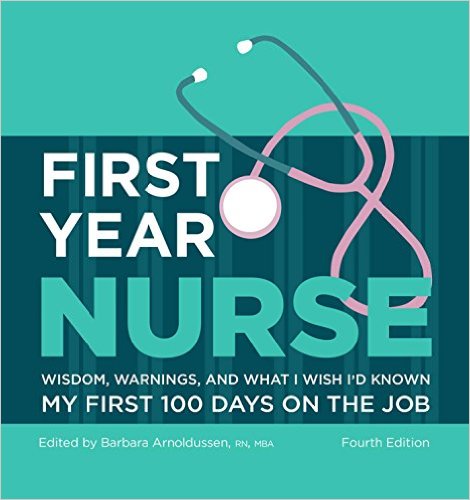 FIRST
YEAR
NURSE
WISDOM, WARNINGS, AND WHAT I WISH I'D KNOWN
MY FIRST 100 DAYS ON THE JOB
Edited by Barbara Arnoldussen, RN, MBA Fourth Edition